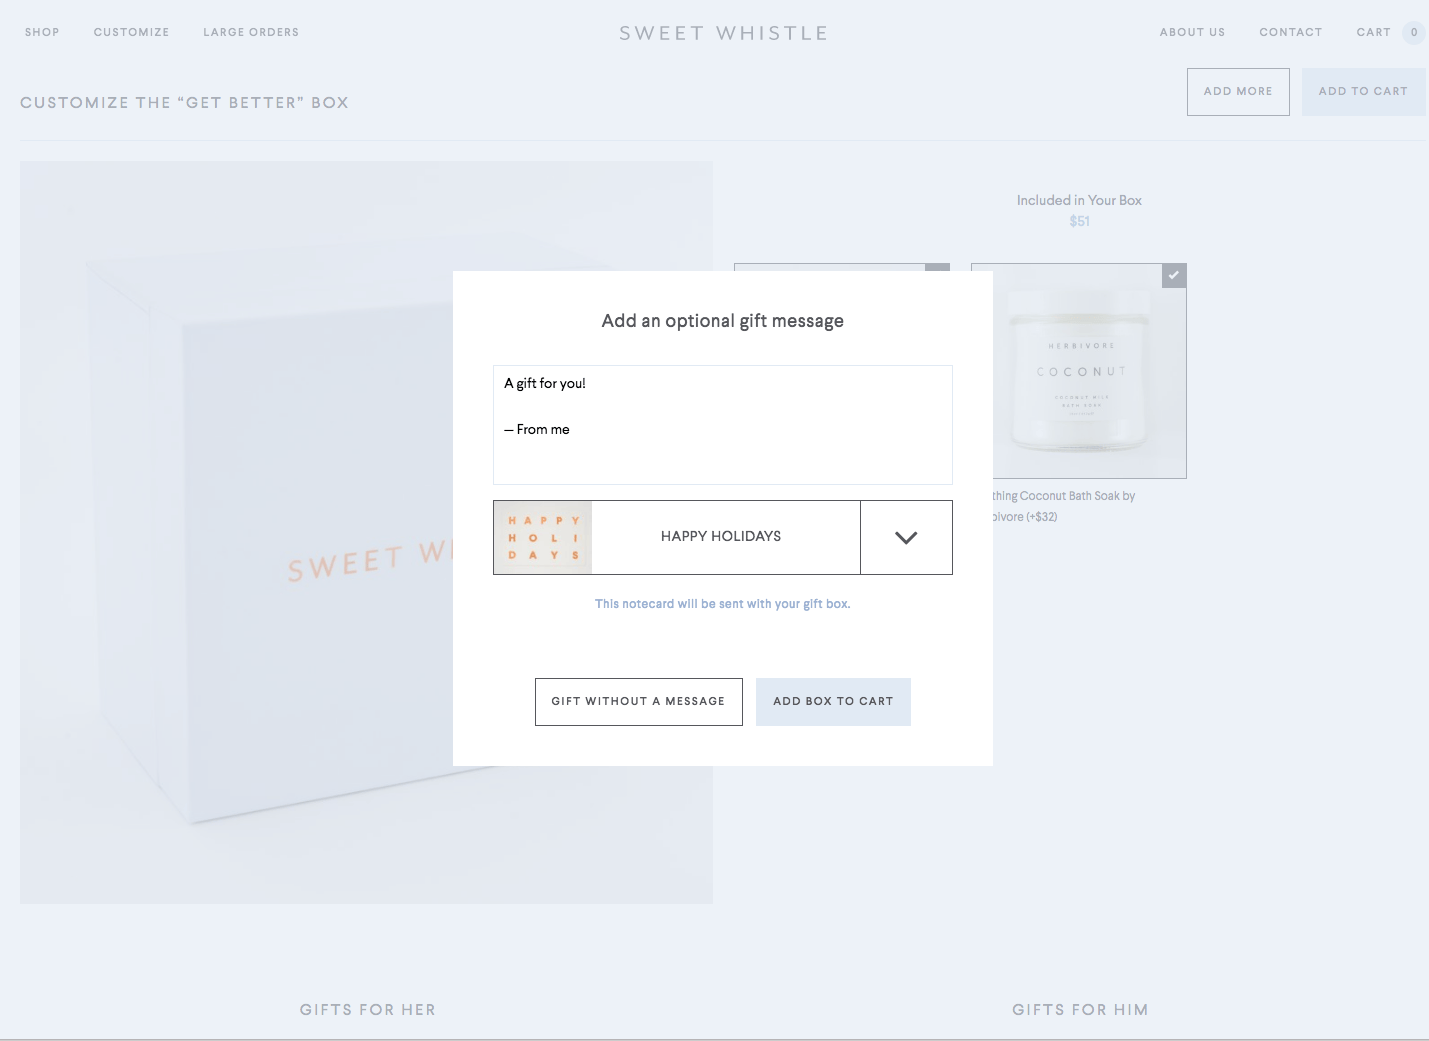 SHOP CUSTOMIZE LARGE ORDERS SWEET WHISTLE ABOUT US CONTACT CART 0
CUSTOMIZE THE “GET BETTER” BOX
ADD MORE ADD TO CART
Included in Your Box
$51
SWEET
Add an optional gift message
A gift for you!
— From me
HAPPY
HOLI
DAYS
HAPPY HOLIDAYS
This notecard will be sent with your gift box.
GIFT WITHOUT A MESSAGE ADD BOX TO CART
HERBIVORE
COCONUT
COCONUT MILK
BATH SOAK
thing Coconut Bath Soak by
bivore (+$32)
GIFTS FOR HER GIFTS FOR HIM